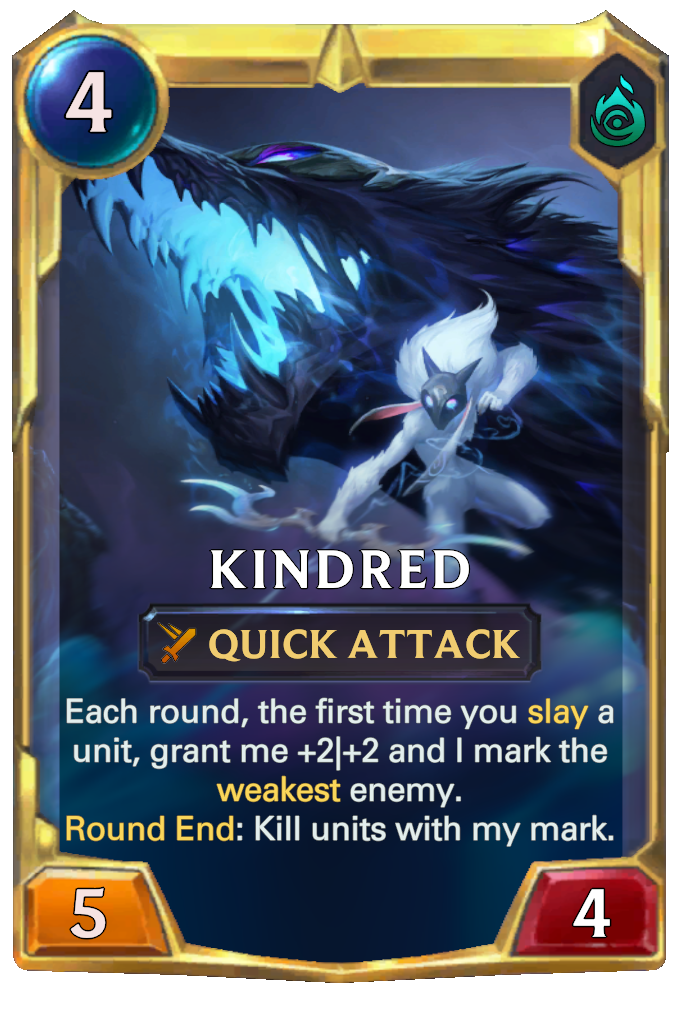 4
KINDRED
QUICK ATTACK
Each round, the first time you slay a
unit, grant me +2|+2 and I mark the
weakest enemy.
Round End: Kill units with my mark.
5
4